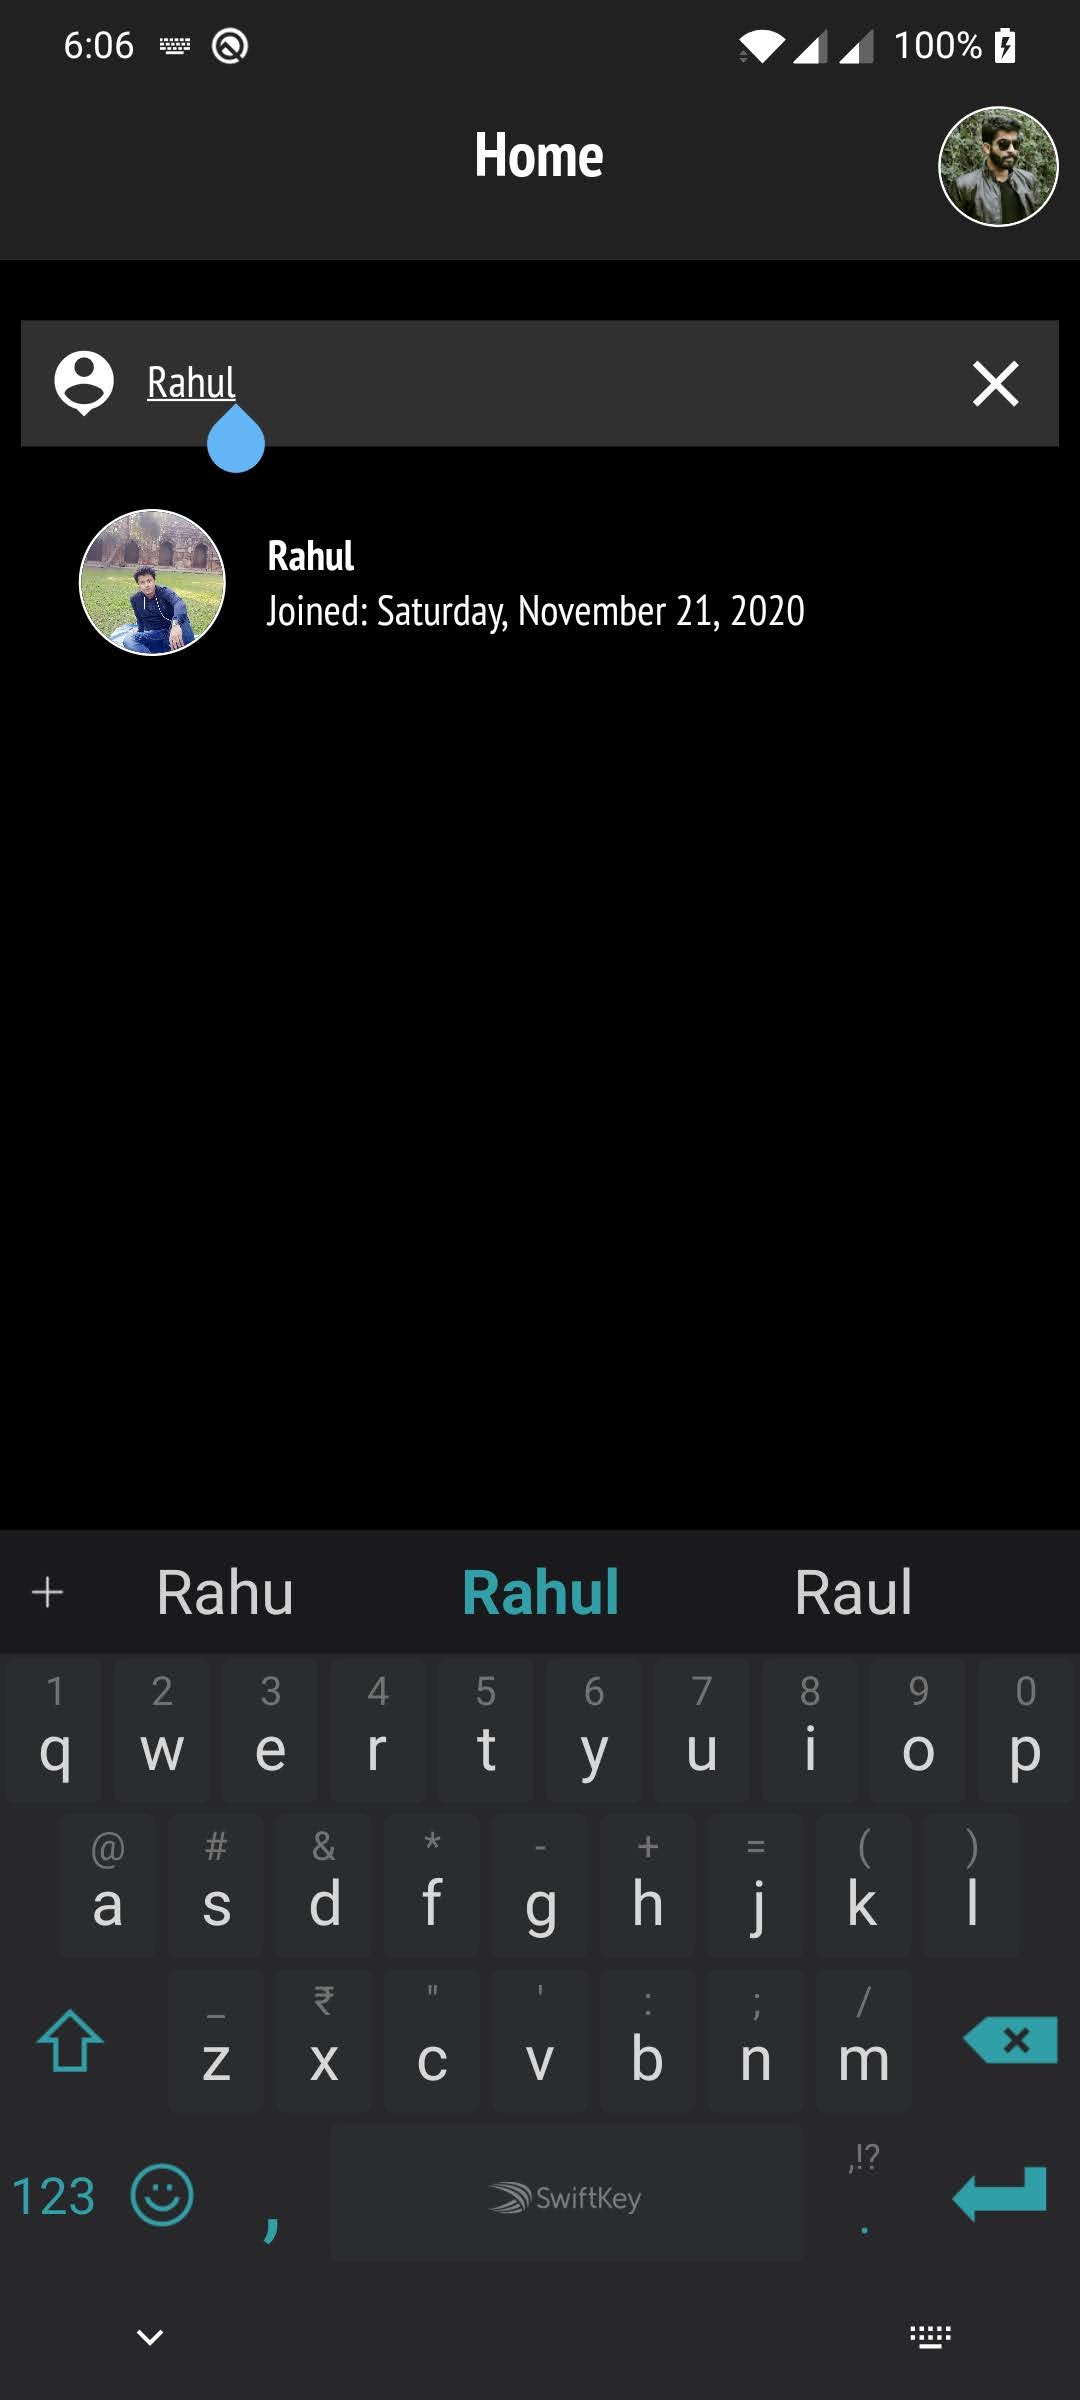 6:06 100%
Home
Rahul
Rahul
Joined: Saturday, November 21, 2020
Rahu Rahul Raul
1 2 3 4 5 6 7 8 9 0
q w e r t y u i o p
@ # & * - + = ( )
a s d f g h j k l
_ ₹ " ' : ; /
z x c v b n m
,!?
123 , SwiftKey .